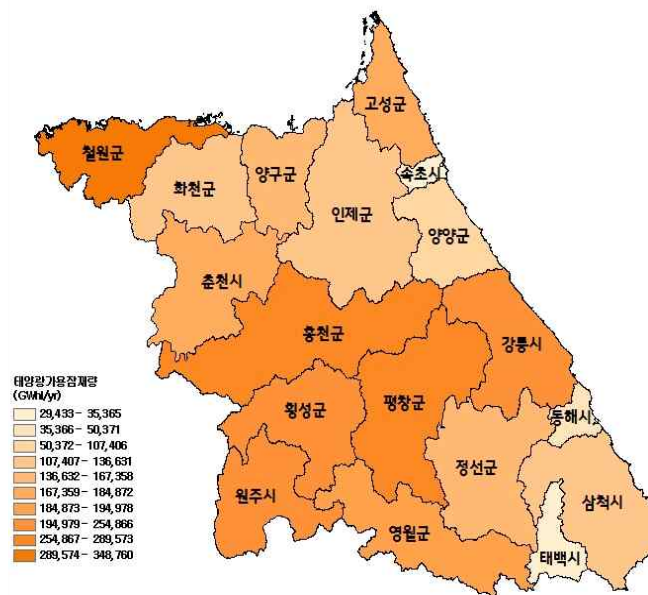 고성군
철원군
속초시
양구군
화천군
인제군
양양군
춘천시
홍천군
강릉시
태양광가용잠재량
(GWh/yr)
29,433 - 35,365
35,366 - 50,371
50,372 - 107,406
107,407 - 136,631
136,632 - 167,358
167,359 - 184,872
184,873 - 194,978
194,979 - 254,866
254,867 - 289,573
289,574 - 348,760
횡성군
평창군
동해시
정선군
원주시
삼척시
영월군
태백시